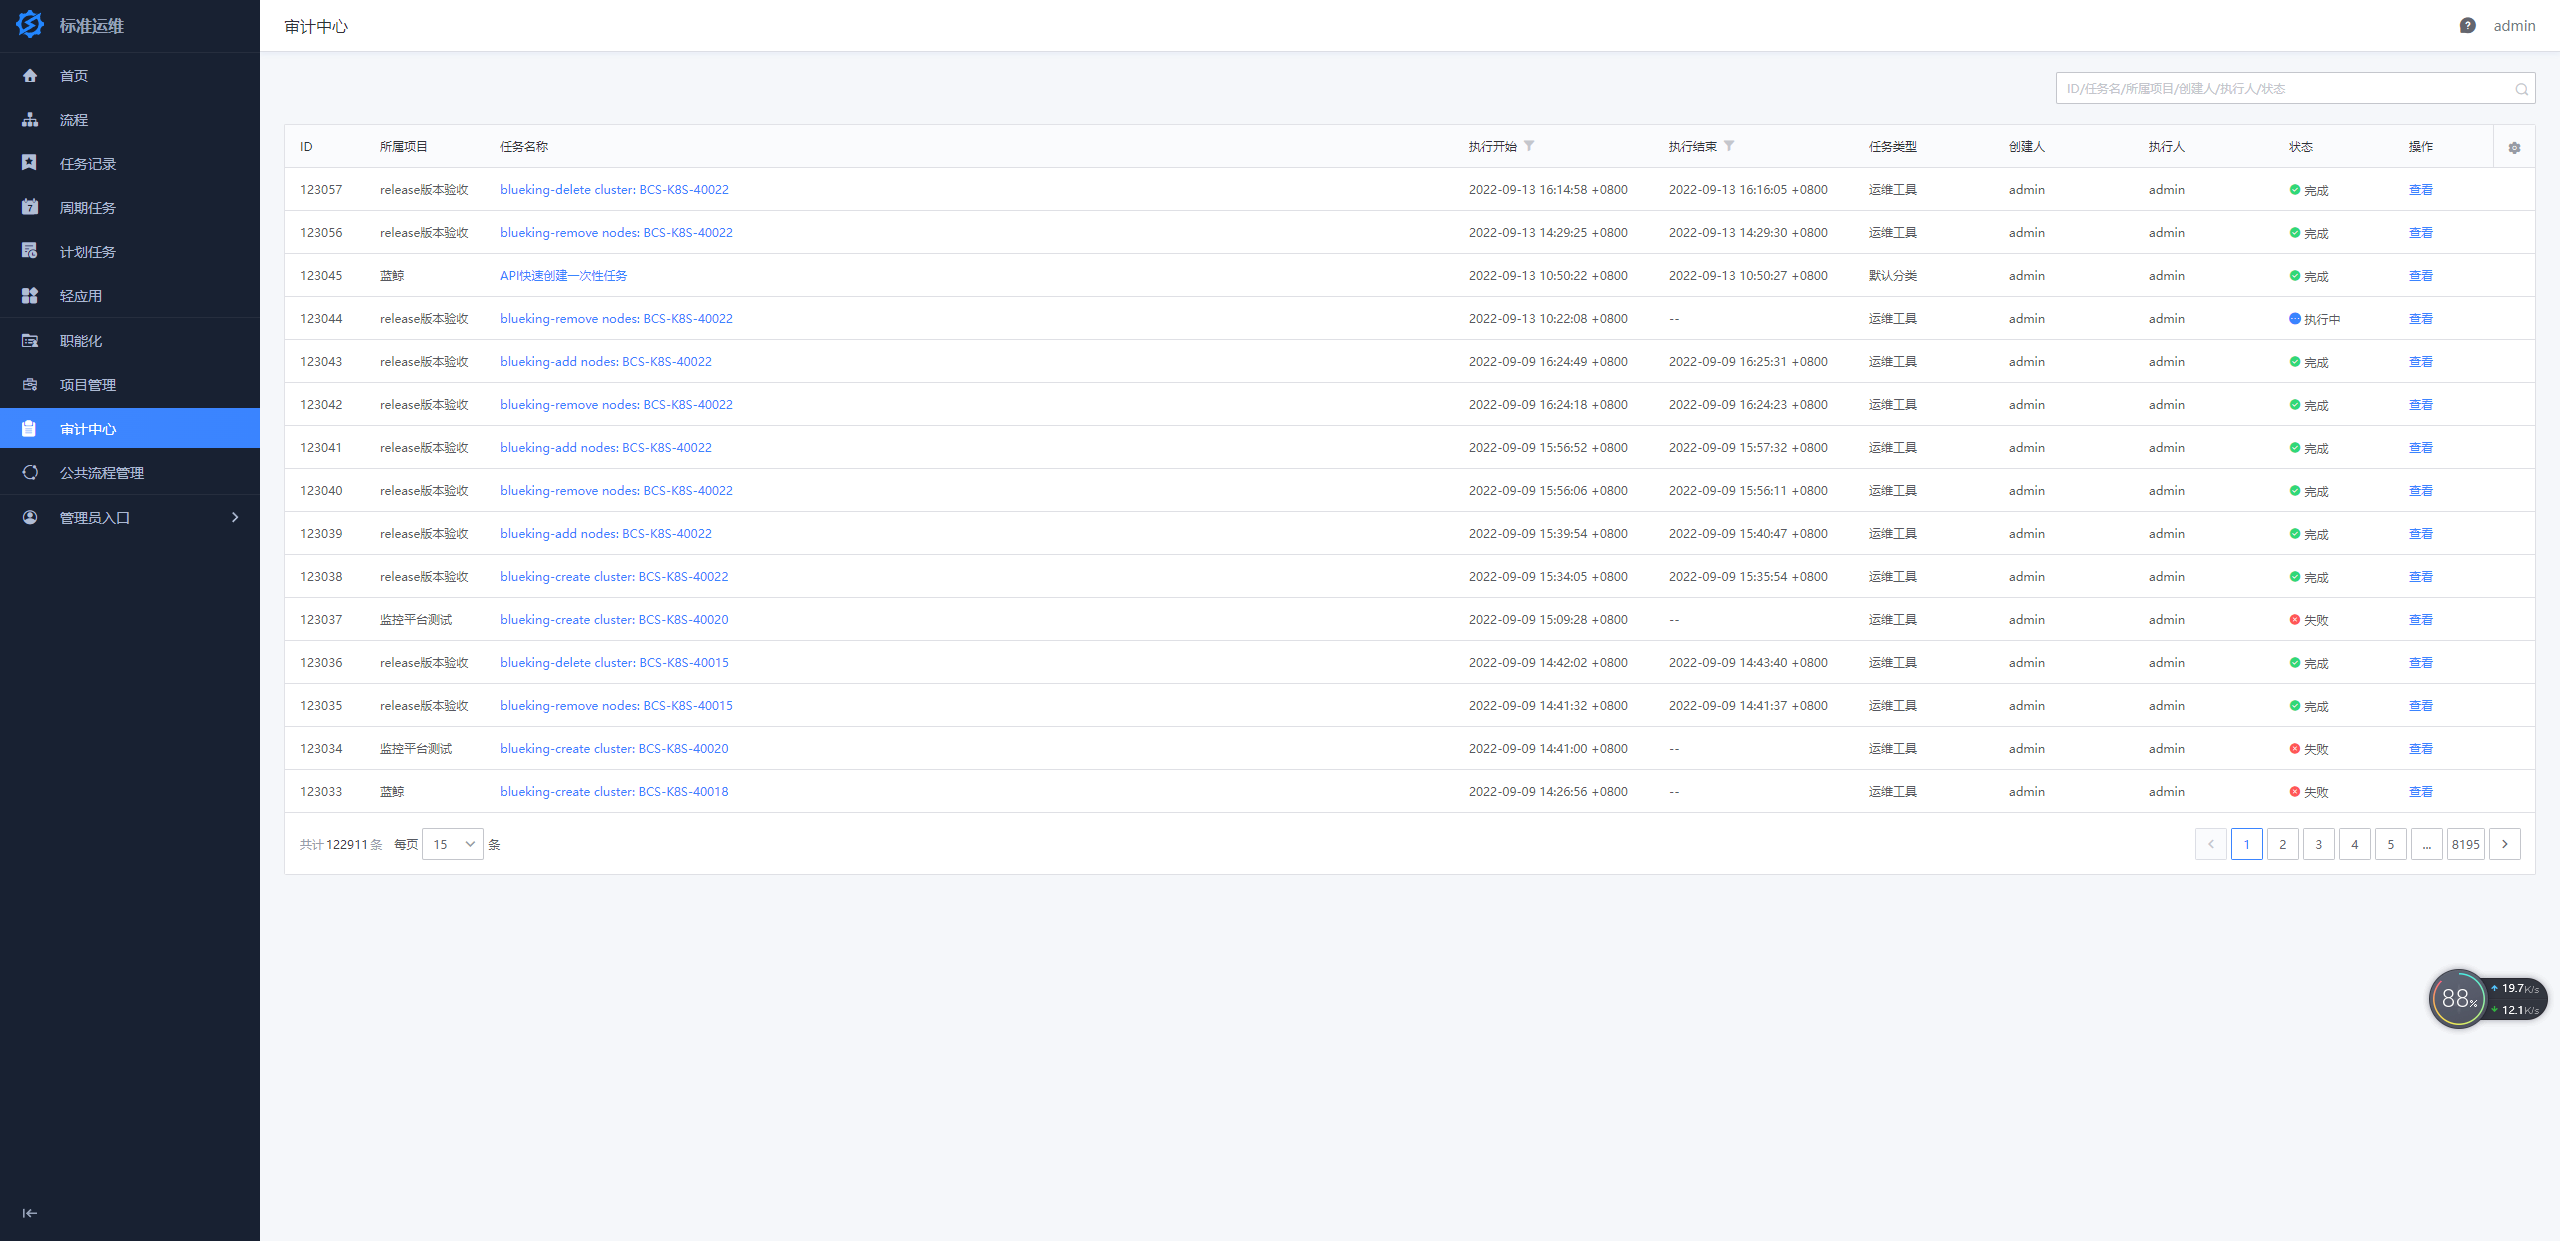 标准运维
审计中心
admin
首页
流程
任务记录
周期任务
计划任务
轻应用
职能化
项目管理
审计中心
公共流程管理
管理员入口
ID/任务名/所属项目/创建人/执行人/状态
ID 所属项目 任务名称 执行开始 执行结束 任务类型 创建人 执行人 状态 操作
123057 release版本验收 blueking-delete cluster: BCS-K8S-40022 2022-09-13 16:14:58 +0800 2022-09-13 16:16:05 +0800 运维工具 admin admin 完成 查看
123056 release版本验收 blueking-remove nodes: BCS-K8S-40022 2022-09-13 14:29:25 +0800 2022-09-13 14:29:30 +0800 运维工具 admin admin 完成 查看
123045 蓝鲸 API快速创建一次性任务 2022-09-13 10:50:22 +0800 2022-09-13 10:50:27 +0800 默认分类 admin admin 完成 查看
123044 release版本验收 blueking-remove nodes: BCS-K8S-40022 2022-09-13 10:22:08 +0800 -- 运维工具 admin admin 执行中 查看
123043 release版本验收 blueking-add nodes: BCS-K8S-40022 2022-09-09 16:24:49 +0800 2022-09-09 16:25:31 +0800 运维工具 admin admin 完成 查看
123042 release版本验收 blueking-remove nodes: BCS-K8S-40022 2022-09-09 16:24:18 +0800 2022-09-09 16:24:23 +0800 运维工具 admin admin 完成 查看
123041 release版本验收 blueking-add nodes: BCS-K8S-40022 2022-09-09 15:56:52 +0800 2022-09-09 15:57:32 +0800 运维工具 admin admin 完成 查看
123040 release版本验收 blueking-remove nodes: BCS-K8S-40022 2022-09-09 15:56:06 +0800 2022-09-09 15:56:11 +0800 运维工具 admin admin 完成 查看
123039 release版本验收 blueking-add nodes: BCS-K8S-40022 2022-09-09 15:39:54 +0800 2022-09-09 15:40:47 +0800 运维工具 admin admin 完成 查看
123038 release版本验收 blueking-create cluster: BCS-K8S-40022 2022-09-09 15:34:05 +0800 2022-09-09 15:35:54 +0800 运维工具 admin admin 完成 查看
123037 监控平台测试 blueking-create cluster: BCS-K8S-40020 2022-09-09 15:09:28 +0800 -- 运维工具 admin admin 失败 查看
123036 release版本验收 blueking-delete cluster: BCS-K8S-40015 2022-09-09 14:42:02 +0800 2022-09-09 14:43:40 +0800 运维工具 admin admin 完成 查看
123035 release版本验收 blueking-remove nodes: BCS-K8S-40015 2022-09-09 14:41:32 +0800 2022-09-09 14:41:37 +0800 运维工具 admin admin 完成 查看
123034 监控平台测试 blueking-create cluster: BCS-K8S-40020 2022-09-09 14:41:00 +0800 -- 运维工具 admin admin 失败 查看
123033 蓝鲸 blueking-create cluster: BCS-K8S-40018 2022-09-09 14:26:56 +0800 -- 运维工具 admin admin 失败 查看
共计 122911 条 每页 15 条 1 2 3 4 5 ... 8195
88% 19.7K/s
12.1K/s